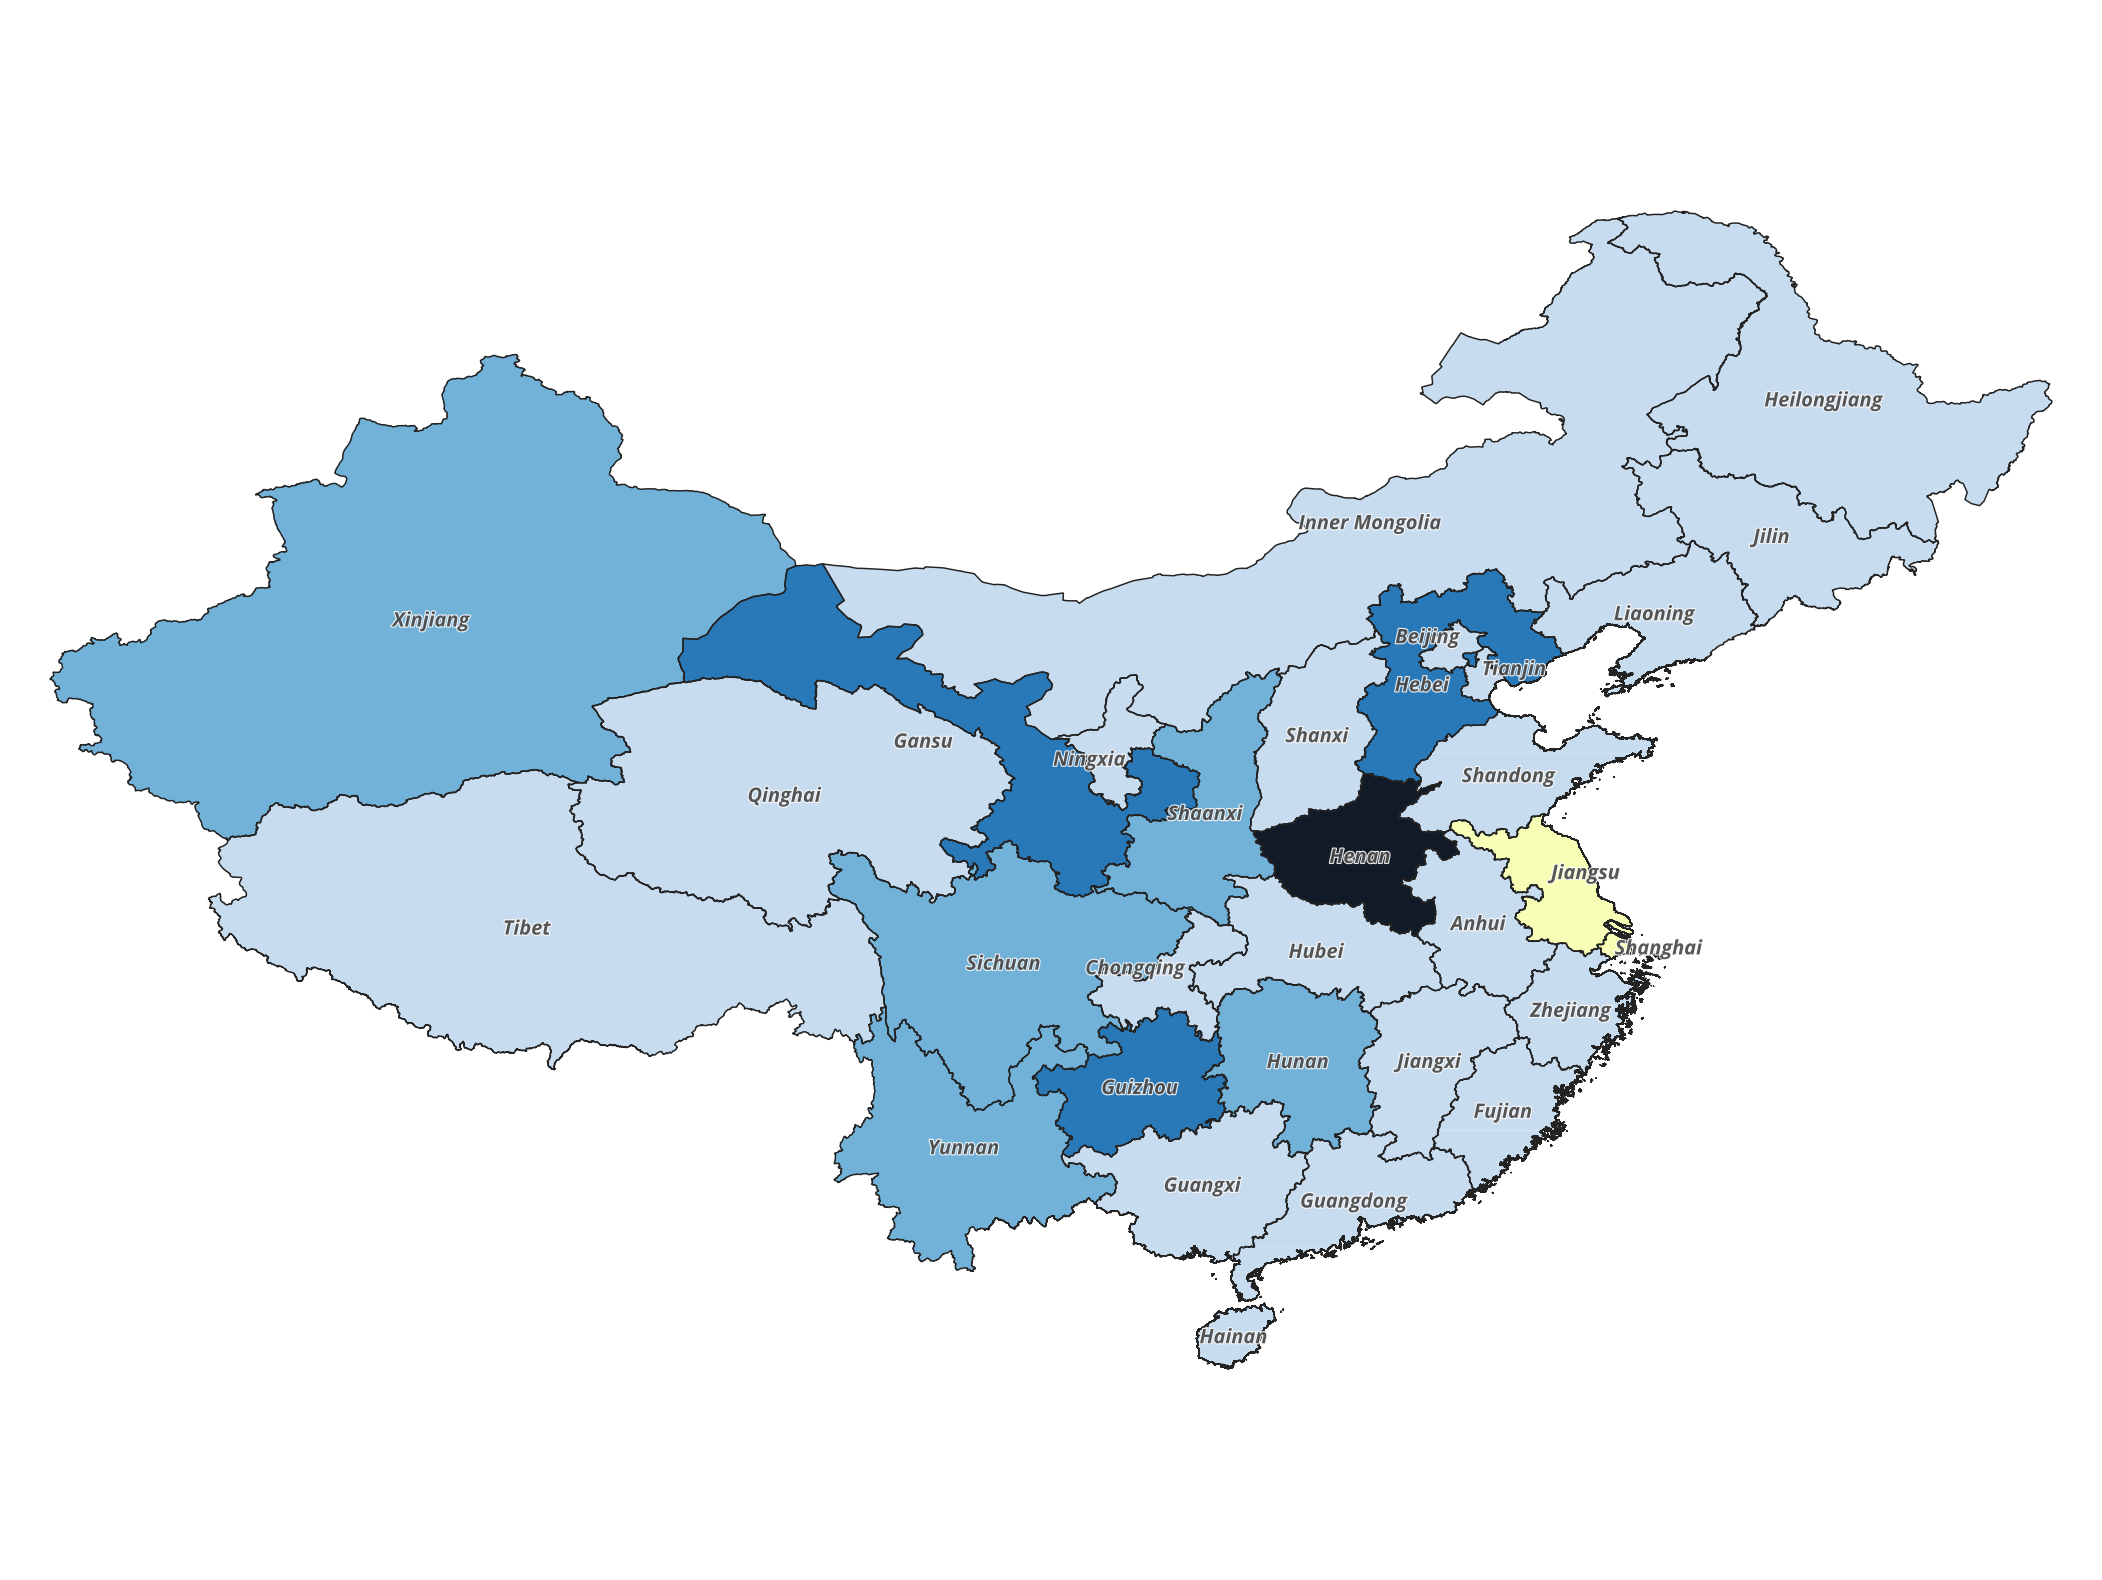 Heilongjiang
Inner Mongolia
Jilin
Liaoning
Xinjiang
Beijing
Tianjin
Hebei
Shanxi
Gansu
Ningxia
Shandong
Qinghai
Shaanxi
Henan
Jiangsu
Anhui
Tibet
Shanghai
Hubei
Sichuan
Chongqing
Zhejiang
Hunan
Jiangxi
Guizhou
Fujian
Yunnan
Guangxi
Guangdong
Hainan